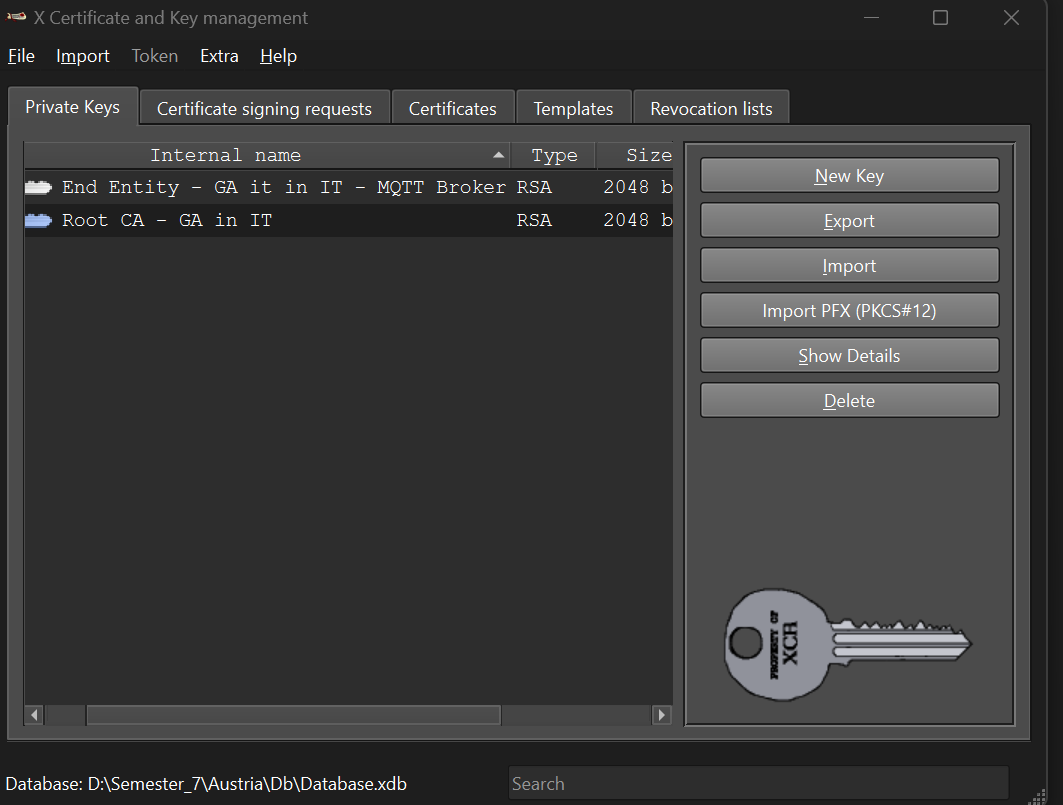 X Certificate and Key management
File Import Token Extra Help
Private Keys Certificate signing requests Certificates Templates Revocation lists
Internal name Type Size
End Entity - GA it in IT - MQTT Broker RSA 2048 b
Root CA - GA in IT RSA 2048 b
New Key
Export
Import
Import PFX (PKCS#12)
Show Details
Delete
PROPERTY OF
XCA
Database: D:\Semester_7\Austria\Db\Database.xdb
Search